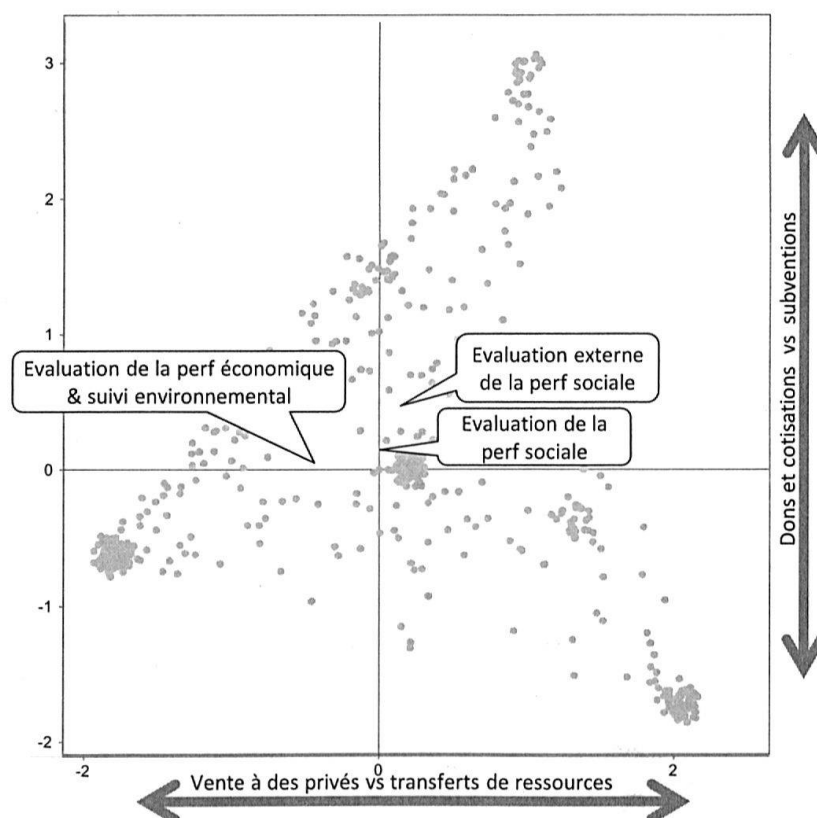 3
2
1
0
-1
-2
Evaluation de la perf économique
& suivi environnemental
Evaluation externe
de la perf sociale
Evaluation de la
perf sociale
Dons et cotisations vs subventions
-2
0
2
Vente à des privés vs transferts de ressources